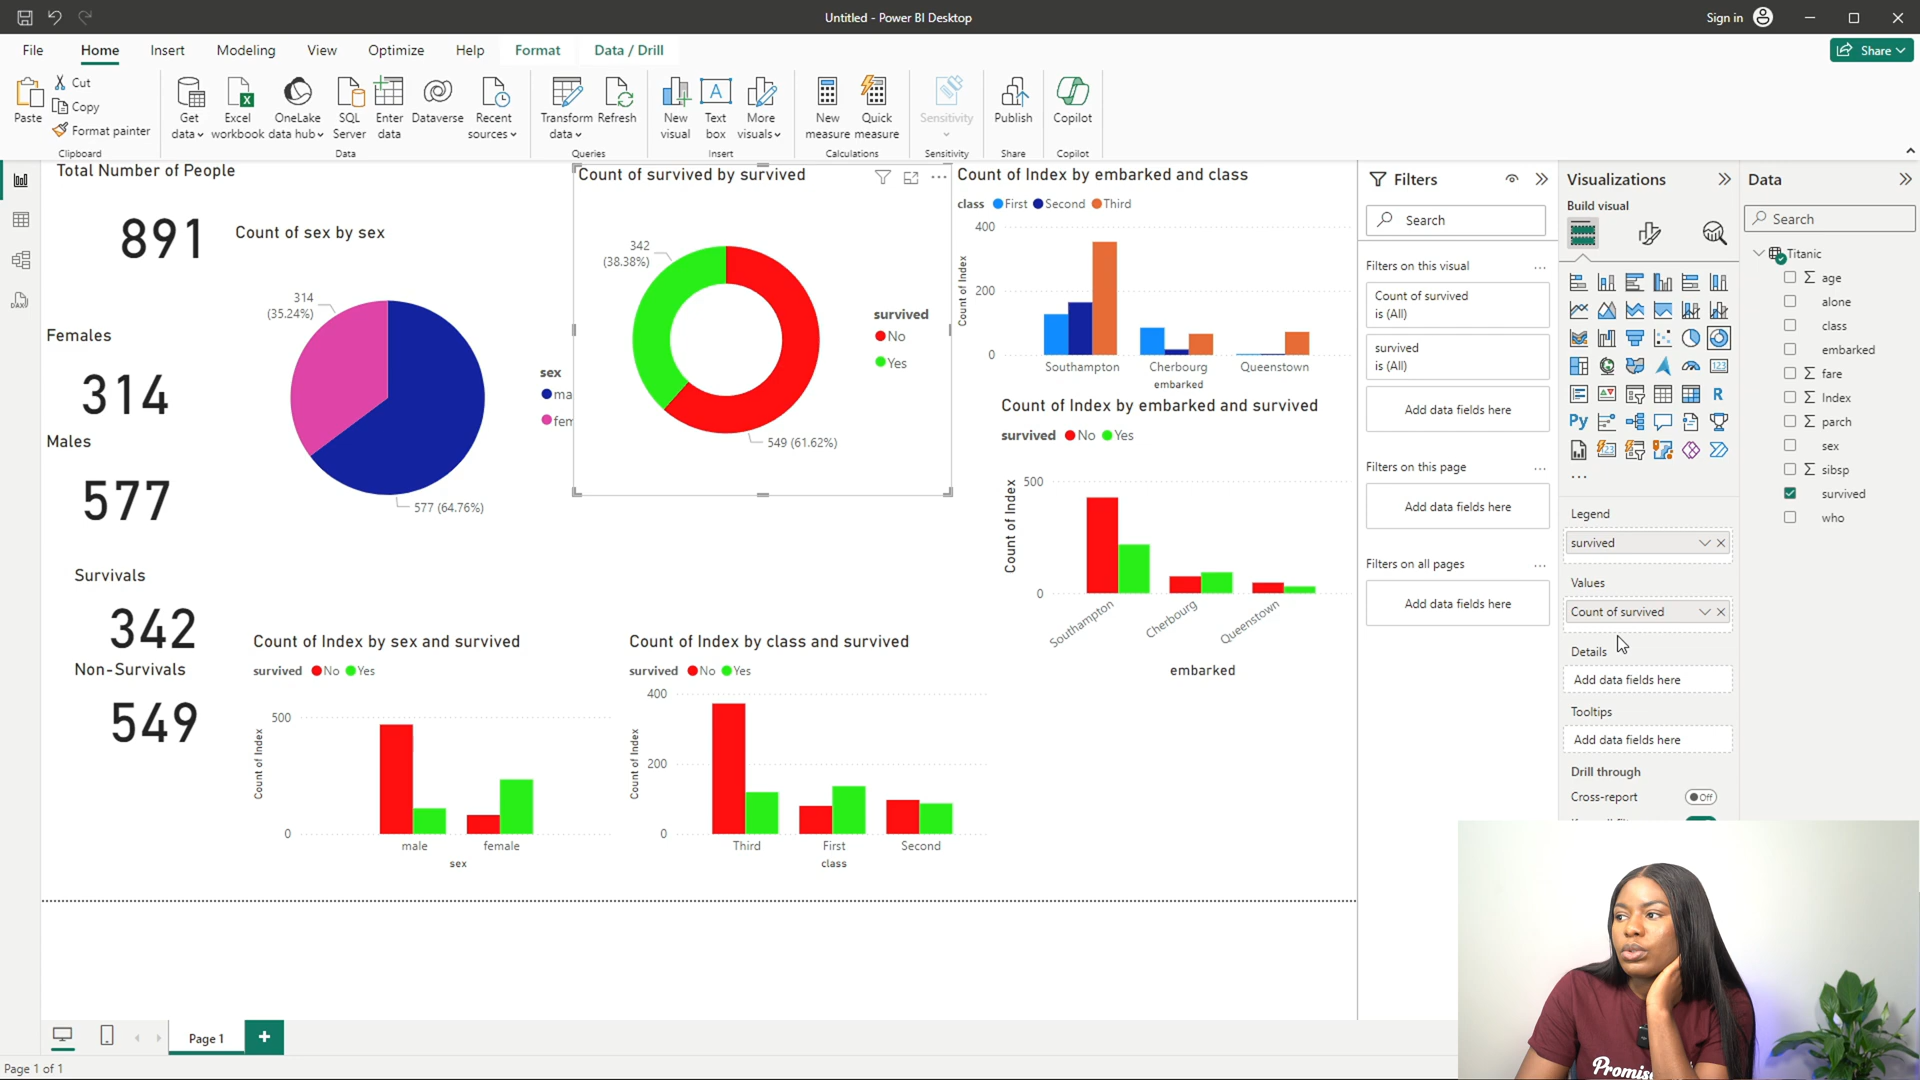 Untitled - Power BI Desktop
Sign in
File
Home
Insert
Modeling
View
Optimize
Help
Format
Data / Drill
Share
Paste
Cut
Copy
Format painter
Get data
Excel workbook
OneLake data hub
SQL Server
Enter data
Dataverse
Recent sources
Transform data
Refresh
New visual
Text box
More visuals
New measure
Quick measure
Sensitivity
Publish
Copilot
Clipboard
Data
Queries
Insert
Calculations
Sensitivity
Share
Copilot
Total Number of People
891
Females
314
Males
577
Survivals
342
Non-Survivals
549
Count of sex by sex
314
(35.24%)
577 (64.76%)
sex
ma
fem
Count of survived by survived
342
(38.38%)
549 (61.62%)
survived
No
Yes
Count of Index by embarked and class
class First Second Third
Count of Index
400
200
0
Southampton
Cherbourg
Queenstown
embarked
Count of Index by embarked and survived
survived No Yes
Count of Index
500
0
Southampton
Cherbourg
Queenstown
embarked
Count of Index by sex and survived
survived No Yes
Count of Index
500
0
male
female
sex
Count of Index by class and survived
survived No Yes
Count of Index
400
200
0
Third
First
Second
class
Filters
Search
Filters on this visual
Count of survived
is (All)
survived
is (All)
Add data fields here
Filters on this page
Add data fields here
Filters on all pages
Add data fields here
Visualizations
Build visual
123
R
Py
Legend
survived
Values
Count of survived
Details
Add data fields here
Tooltips
Add data fields here
Drill through
Cross-report
Off
Data
Search
Titanic
age
alone
class
embarked
fare
Index
parch
sex
sibsp
survived
who
Page 1
Page 1 of 1
Promis